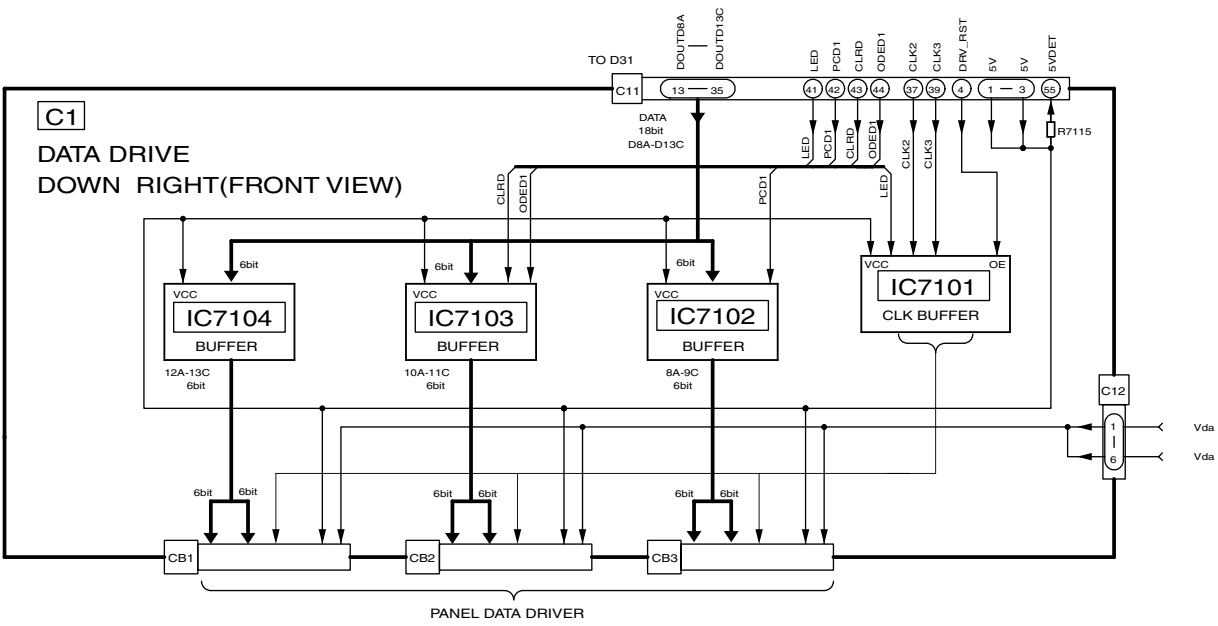 DOUTD8A
DOUTD13C
LED
PCD1
CLRD
ODED1
CLK2
CLK3
DRV_RST
5V
5V
5VDET
TO D31
C11
13 — 35
41
42
43
44
37
39
4
1 — 3
55
C1
DATA DRIVE
DOWN RIGHT(FRONT VIEW)
DATA
18bit
D8A-D13C
LED
PCD1
CLRD
ODED1
CLK2
CLK3
R7115
CLRD
ODED1
PCD1
LED
6bit
6bit
6bit
VCC
IC7104
BUFFER
VCC
IC7103
BUFFER
VCC
IC7102
BUFFER
VCC
OE
IC7101
CLK BUFFER
12A-13C
6bit
10A-11C
6bit
8A-9C
6bit
C12
1
6
Vda
Vda
6bit
6bit
6bit
6bit
6bit
6bit
CB1
CB2
CB3
PANEL DATA DRIVER